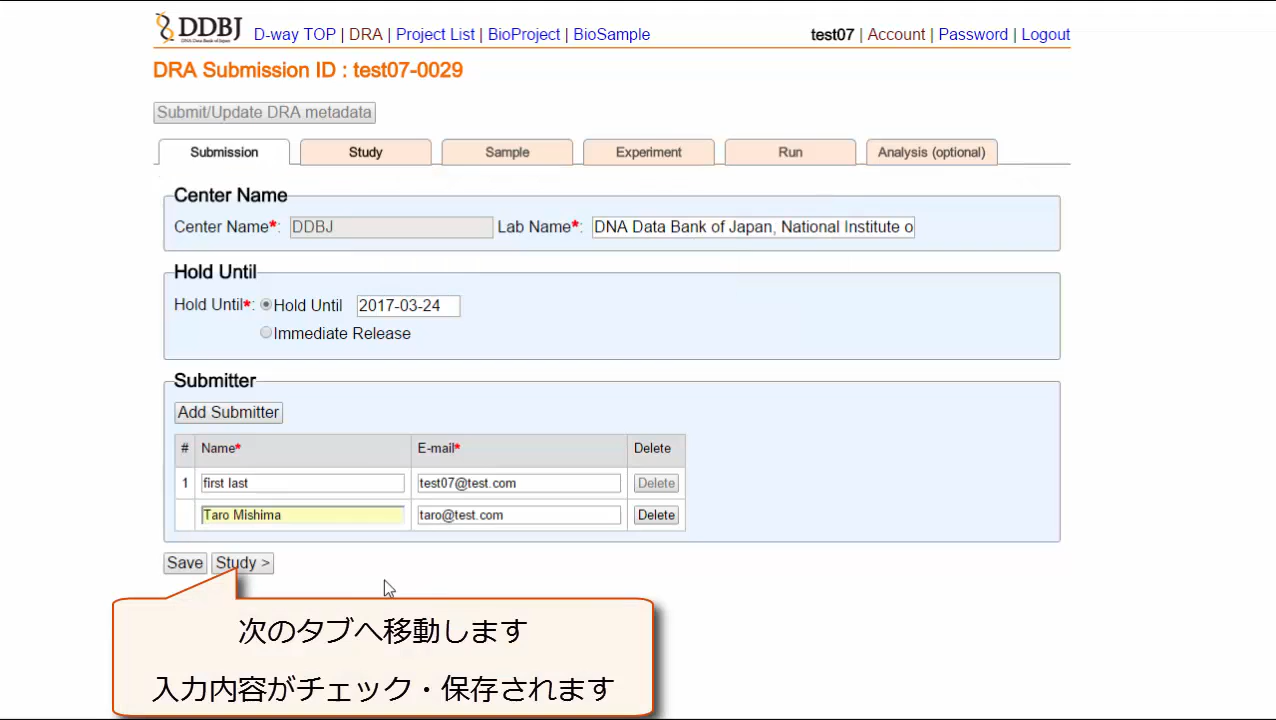 DDBJ
DNA Data Bank of Japan
D-way TOP | DRA | Project List | BioProject | BioSample
test07 | Account | Password | Logout
DRA Submission ID : test07-0029
Submit/Update DRA metadata
Submission Study Sample Experiment Run Analysis (optional)
Center Name
Center Name*: DDBJ Lab Name*: DNA Data Bank of Japan, National Institute o
Hold Until
Hold Until*: Hold Until 2017-03-24
Immediate Release
Submitter
Add Submitter
# Name* E-mail* Delete
1 first last test07@test.com Delete
Taro Mishima taro@test.com Delete
Save Study >
次のタブへ移動します
入力内容がチェック・保存されます